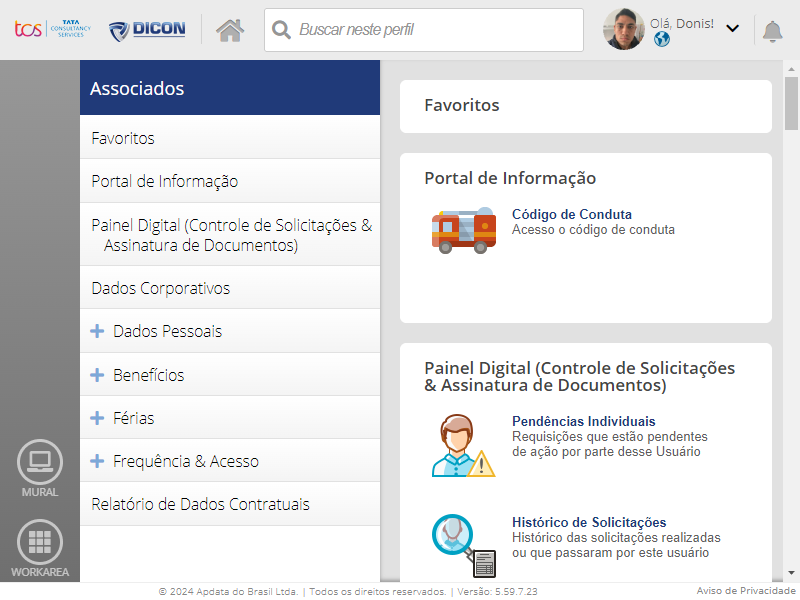 tcs
TATA
CONSULTANCY
SERVICES
DICON
Buscar neste perfil
Olá, Donis!
Associados
Favoritos
Portal de Informação
Painel Digital (Controle de Solicitações &
Assinatura de Documentos)
Dados Corporativos
Dados Pessoais
Benefícios
Férias
Frequência & Acesso
Relatório de Dados Contratuais
MURAL
WORKAREA
Favoritos
Portal de Informação
Código de Conduta
Acesso o código de conduta
Painel Digital (Controle de Solicitações
& Assinatura de Documentos)
Pendências Individuais
Requisições que estão pendentes
de ação por parte desse Usuário
Histórico de Solicitações
Histórico das solicitações realizadas
ou que passaram por este usuário
© 2024 Apdata do Brasil Ltda. | Todos os direitos reservados. | Versão: 5.59.7.23
Aviso de Privacidade